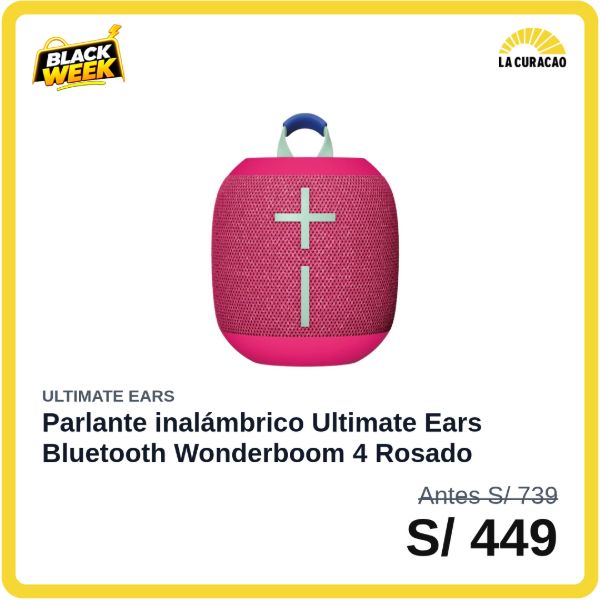 BLACK
WEEK
LA CURACAO
ULTIMATE EARS
Parlante inalámbrico Ultimate Ears
Bluetooth Wonderboom 4 Rosado
Antes S/ 739
S/ 449